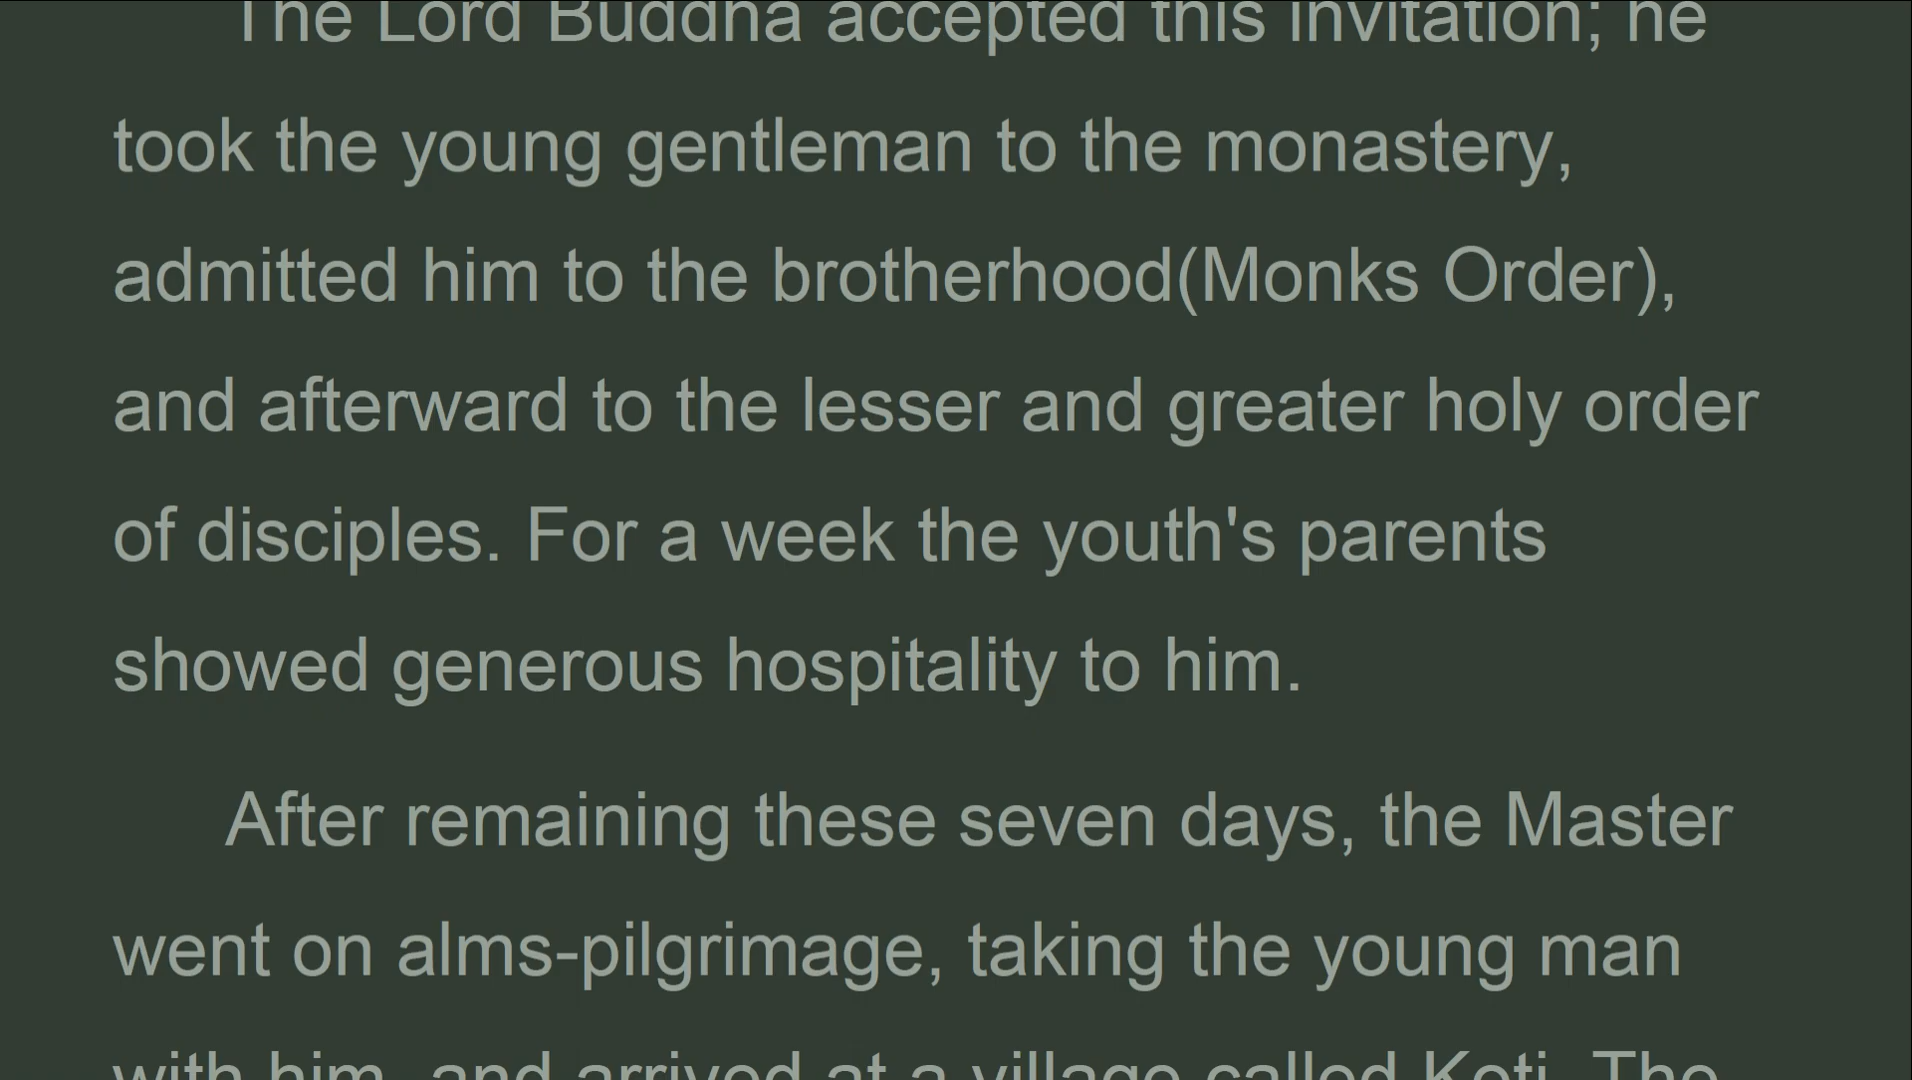 The Lord Buddha accepted this invitation; he
took the young gentleman to the monastery,
admitted him to the brotherhood(Monks Order),
and afterward to the lesser and greater holy order
of disciples. For a week the youth's parents
showed generous hospitality to him.
After remaining these seven days, the Master
went on alms-pilgrimage, taking the young man
with him, and arrived at a village called Koti. The